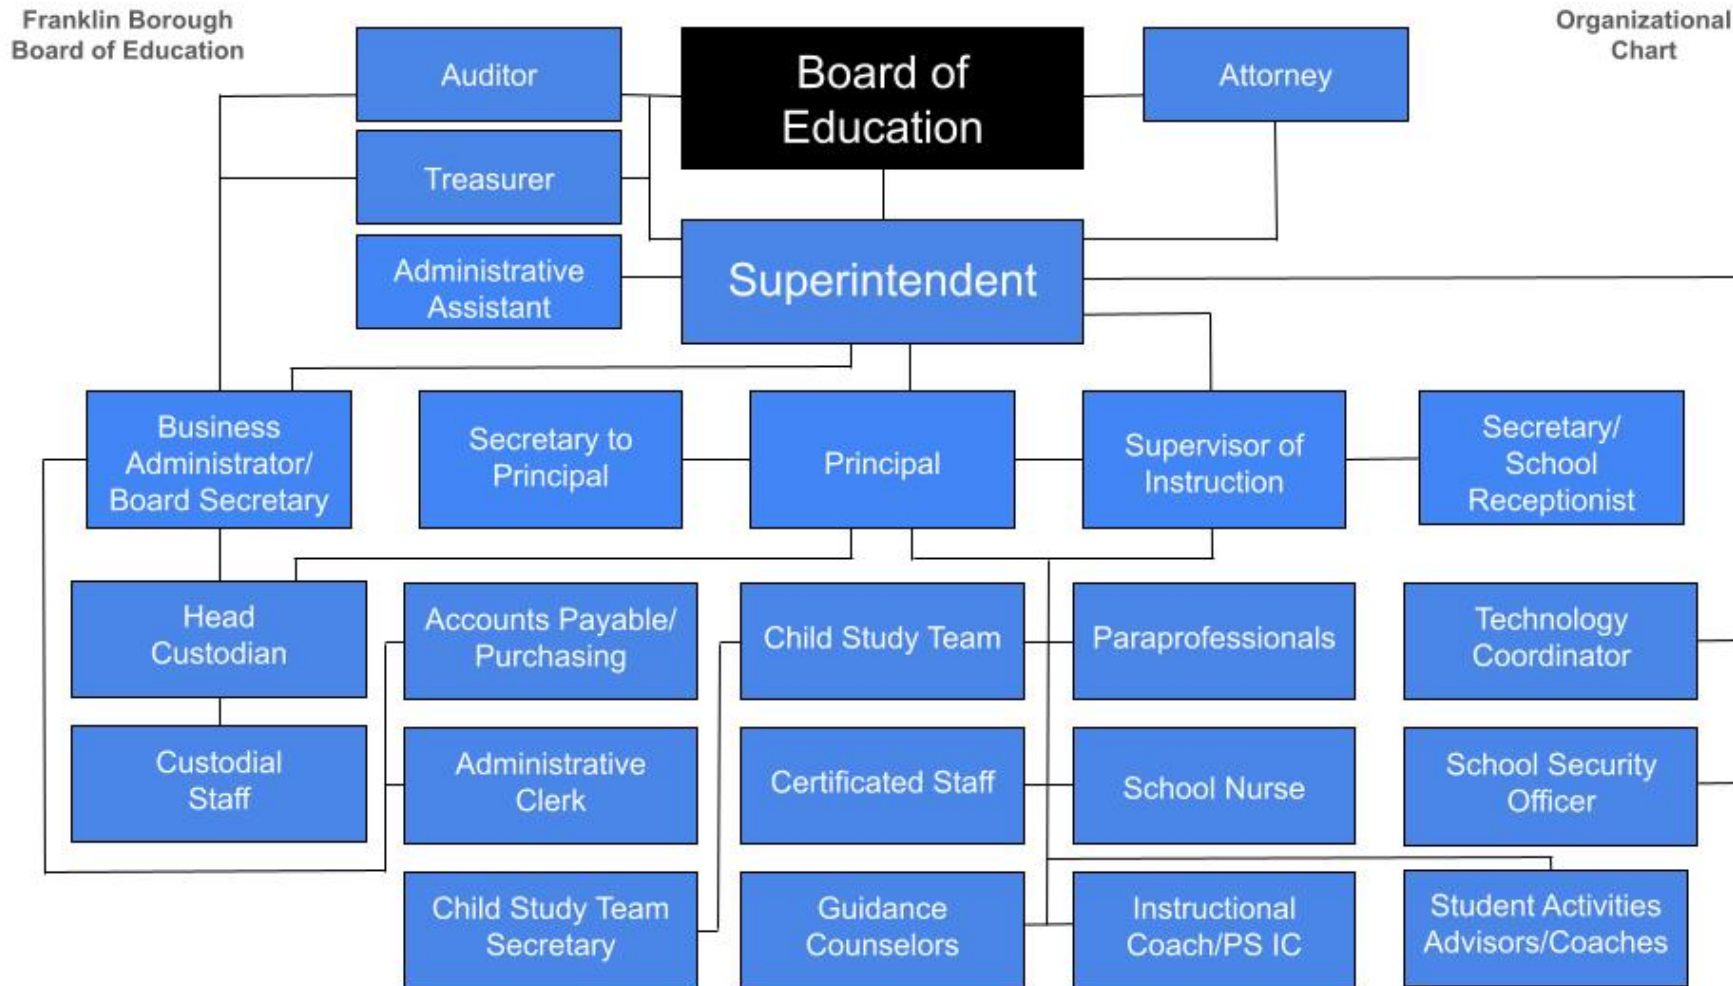 Franklin Borough
Board of Education
Organizational
Chart
Auditor
Board of
Education
Attorney
Treasurer
Administrative
Assistant
Superintendent
Business
Administrator/
Board Secretary
Secretary to
Principal
Principal
Supervisor of
Instruction
Secretary/
School
Receptionist
Head
Custodian
Accounts Payable/
Purchasing
Child Study Team
Paraprofessionals
Technology
Coordinator
Custodial
Staff
Administrative
Clerk
Certificated Staff
School Nurse
School Security
Officer
Child Study Team
Secretary
Guidance
Counselors
Instructional
Coach/PS IC
Student Activities
Advisors/Coaches